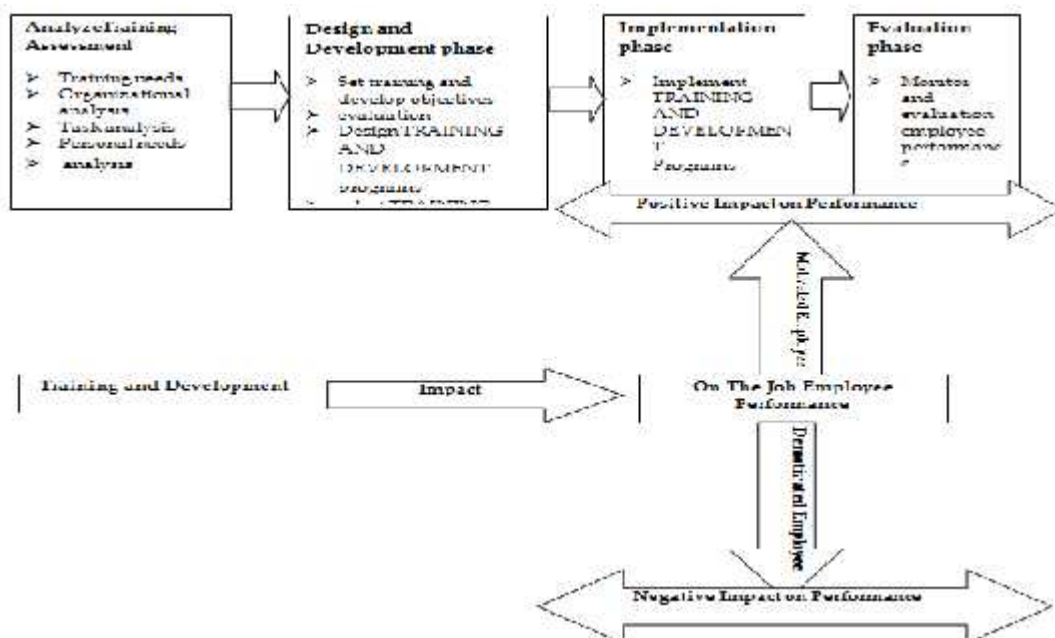 AnalyzeTraining
Assessment
➤ Training needs
➤ Organizational
analysis
➤ Task analysis
➤ Personal needs
➤ analysis
Design and
Development phase
➤ Set training and
develop objectives
➤ evaluation
➤ Design TRAINING
AND
DEVELOPMENT
programs
TRAINING
Implementation
phase
➤ Implement
TRAINING
AND
DEVELOPMEN
T
Programs
Evaluation
phase
➤ Monitor
and
evaluation
employee
performanc
e
Positive Impact on Performance
Motivated Employee
Training and Development
Impact
On The Job Employee
Performance
Demotivated Employee
Negative Impact on Performance